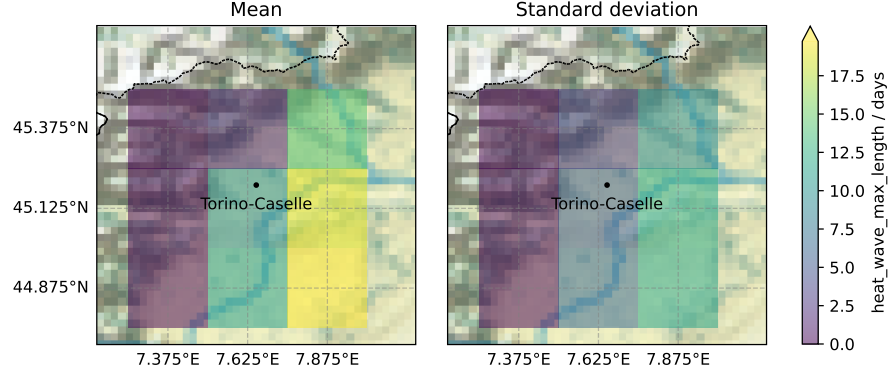 Mean
Standard deviation
45.375°N
45.125°N
44.875°N
Torino-Caselle
Torino-Caselle
7.375°E 7.625°E 7.875°E
7.375°E 7.625°E 7.875°E
17.5
15.0
12.5
10.0
7.5
5.0
2.5
0.0
heat_wave_max_length / days